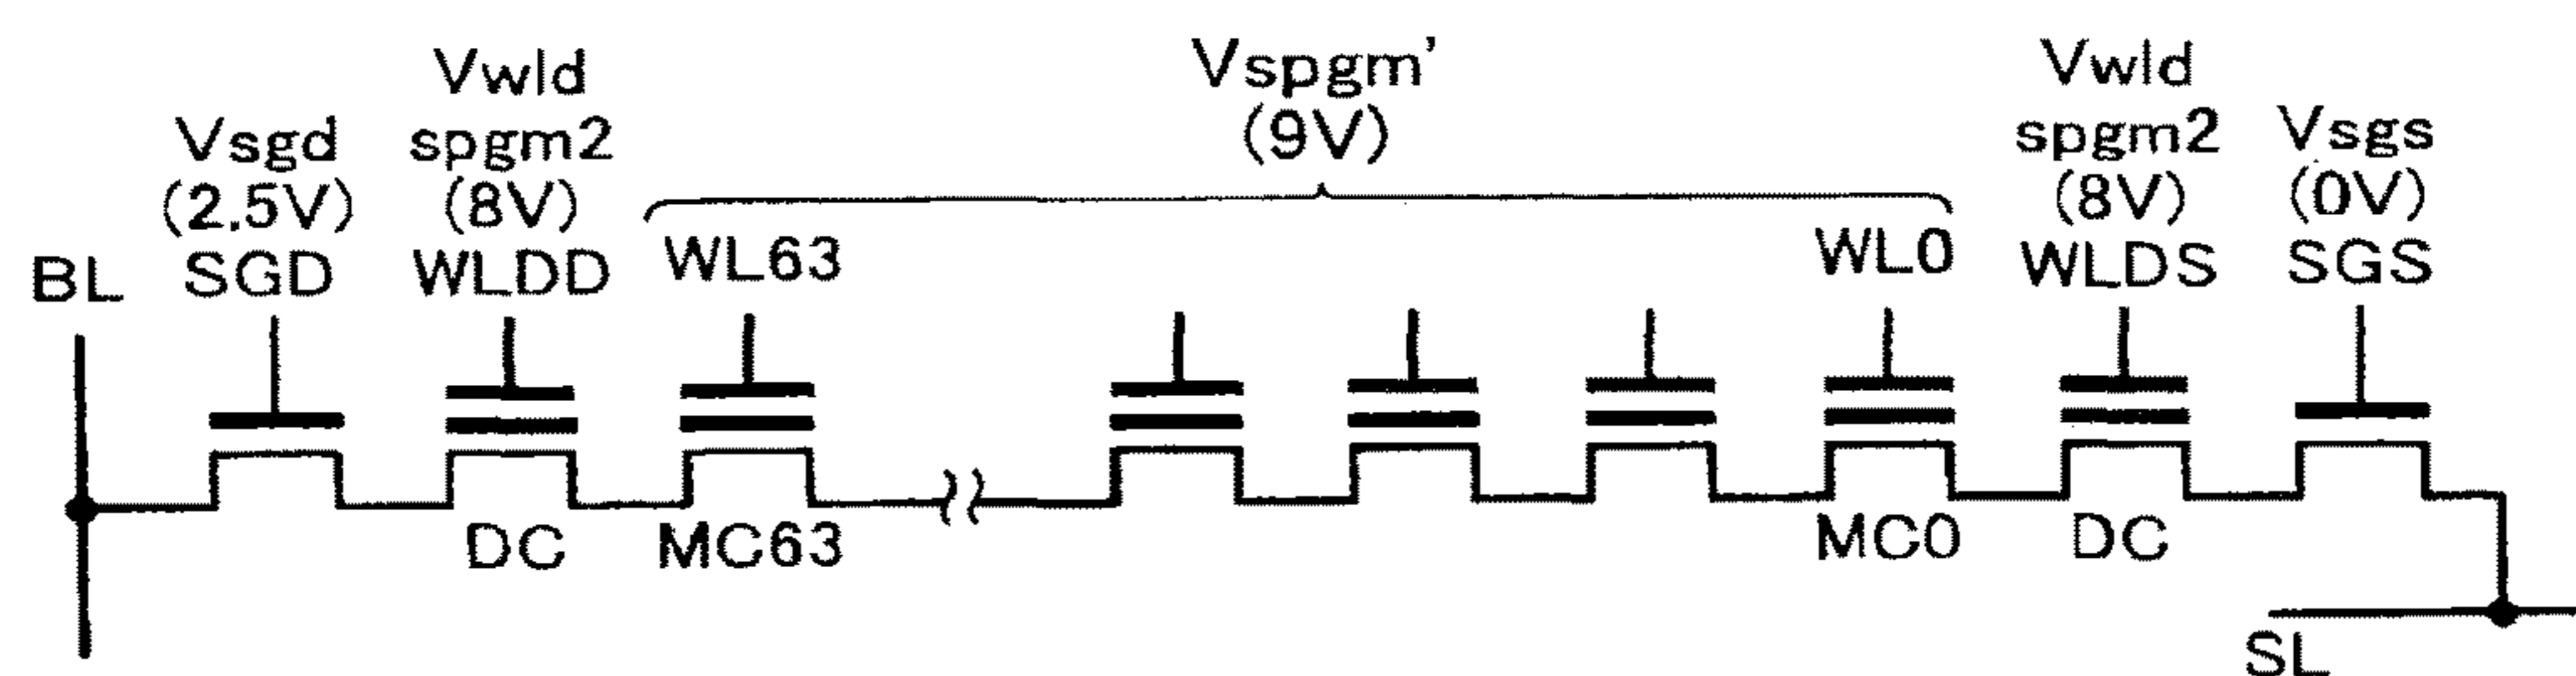 Vspgm'
(9V)
Vwld
spgm2
(8V)
WLDD
Vwld
spgm2
(8V)
WLDS
Vsgd
(2.5V)
SGD
Vsgs
(0V)
SGS
BL
WL63
WL0
DC
MC63
MC0
DC
SL